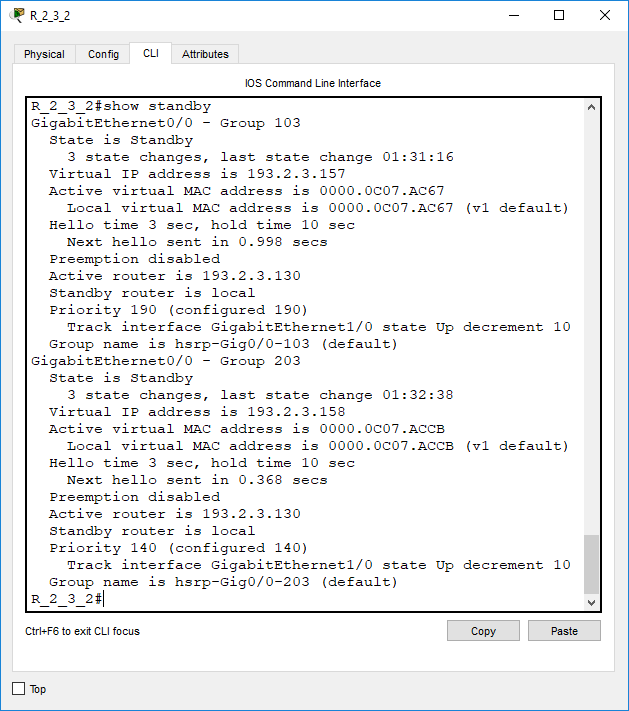 R_2_3_2
Physical Config CLI Attributes
IOS Command Line Interface
R_2_3_2#show standby
GigabitEthernet0/0 - Group 103
  State is Standby
    3 state changes, last state change 01:31:16
  Virtual IP address is 193.2.3.157
  Active virtual MAC address is 0000.0C07.AC67
    Local virtual MAC address is 0000.0C07.AC67 (v1 default)
  Hello time 3 sec, hold time 10 sec
    Next hello sent in 0.998 secs
  Preemption disabled
  Active router is 193.2.3.130
  Standby router is local
  Priority 190 (configured 190)
    Track interface GigabitEthernet1/0 state Up decrement 10
  Group name is hsrp-Gig0/0-103 (default)
GigabitEthernet0/0 - Group 203
  State is Standby
    3 state changes, last state change 01:32:38
  Virtual IP address is 193.2.3.158
  Active virtual MAC address is 0000.0C07.ACCB
    Local virtual MAC address is 0000.0C07.ACCB (v1 default)
  Hello time 3 sec, hold time 10 sec
    Next hello sent in 0.368 secs
  Preemption disabled
  Active router is 193.2.3.130
  Standby router is local
  Priority 140 (configured 140)
    Track interface GigabitEthernet1/0 state Up decrement 10
  Group name is hsrp-Gig0/0-203 (default)
R_2_3_2#
Ctrl+F6 to exit CLI focus Copy Paste
Top